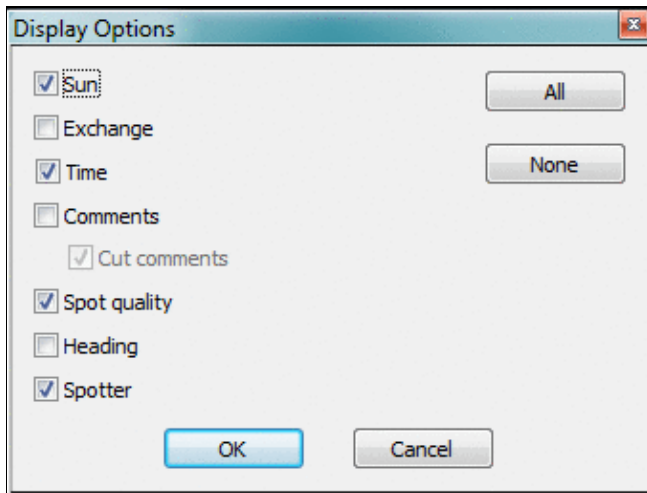 Display Options
Sun
All
Exchange
Time
None
Comments
Cut comments
Spot quality
Heading
Spotter
OK
Cancel